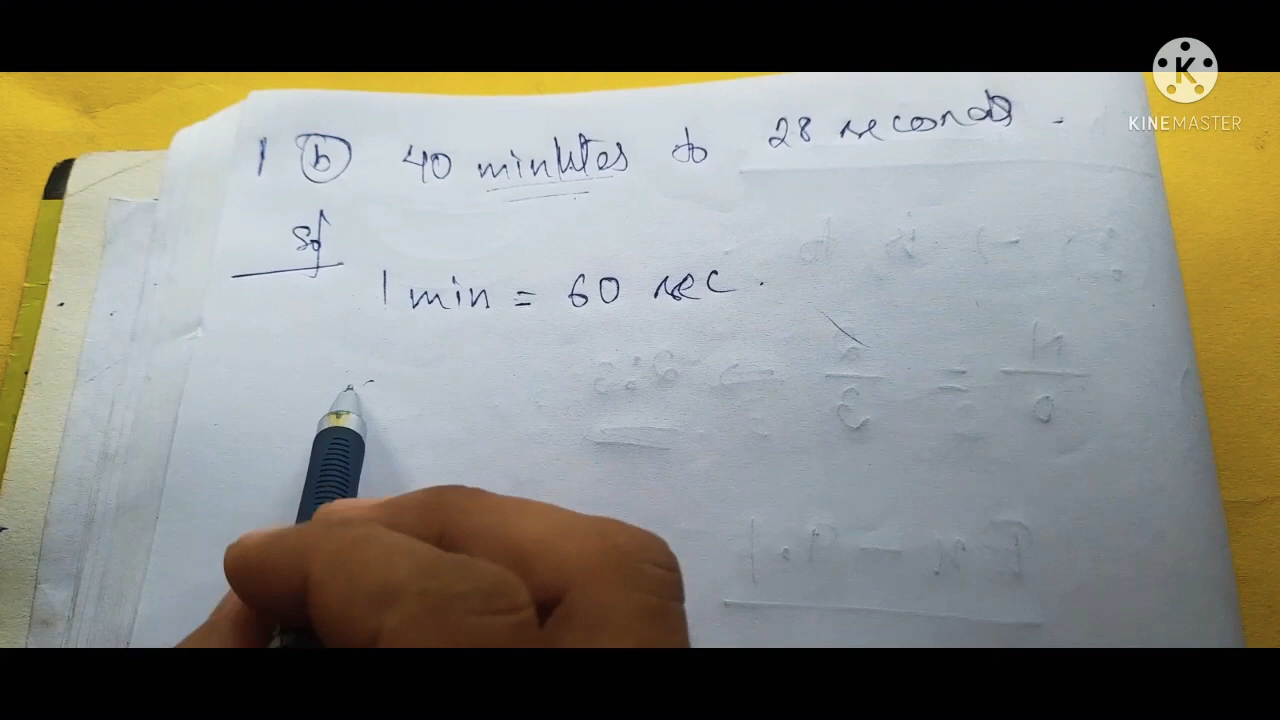 1 (b) 40 minutes to 28 seconds.
Sol
1 min = 60 sec.
K
KINEMASTER